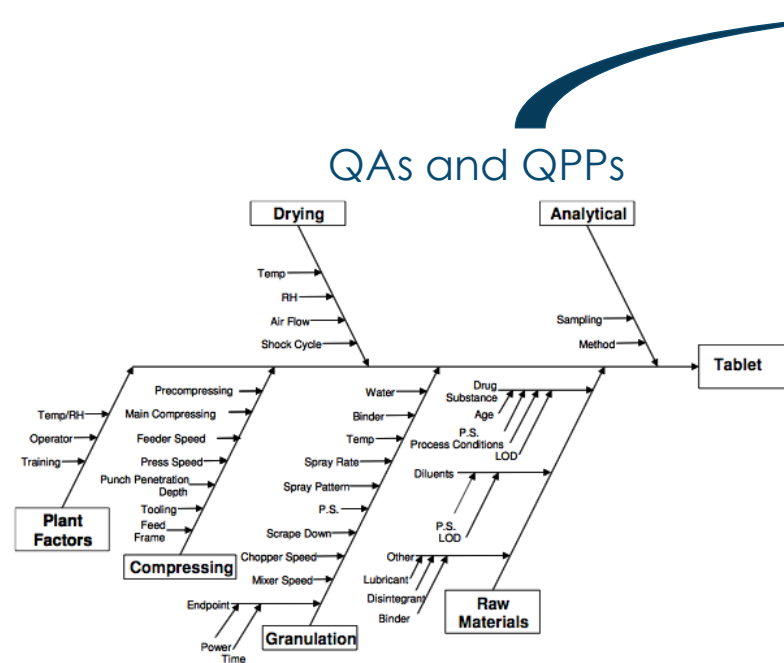 QAs and QPPs
Drying
Analytical
Temp
RH
Air Flow
Shock Cycle
Sampling
Method
Tablet
Temp/RH
Operator
Training
Plant
Factors
Precompressing
Main Compressing
Feeder Speed
Press Speed
Punch Penetration
Depth
Tooling
Feed
Frame
Compressing
Water
Binder
Temp
Spray Rate
Spray Pattern
P.S.
Scrape Down
Chopper Speed
Mixer Speed
Endpoint
Power
Time
Granulation
Drug
Substance
Age
P.S.
Process Conditions
LOD
Diluents
P.S.
LOD
Other
Lubricant
Disintegrant
Binder
Raw
Materials